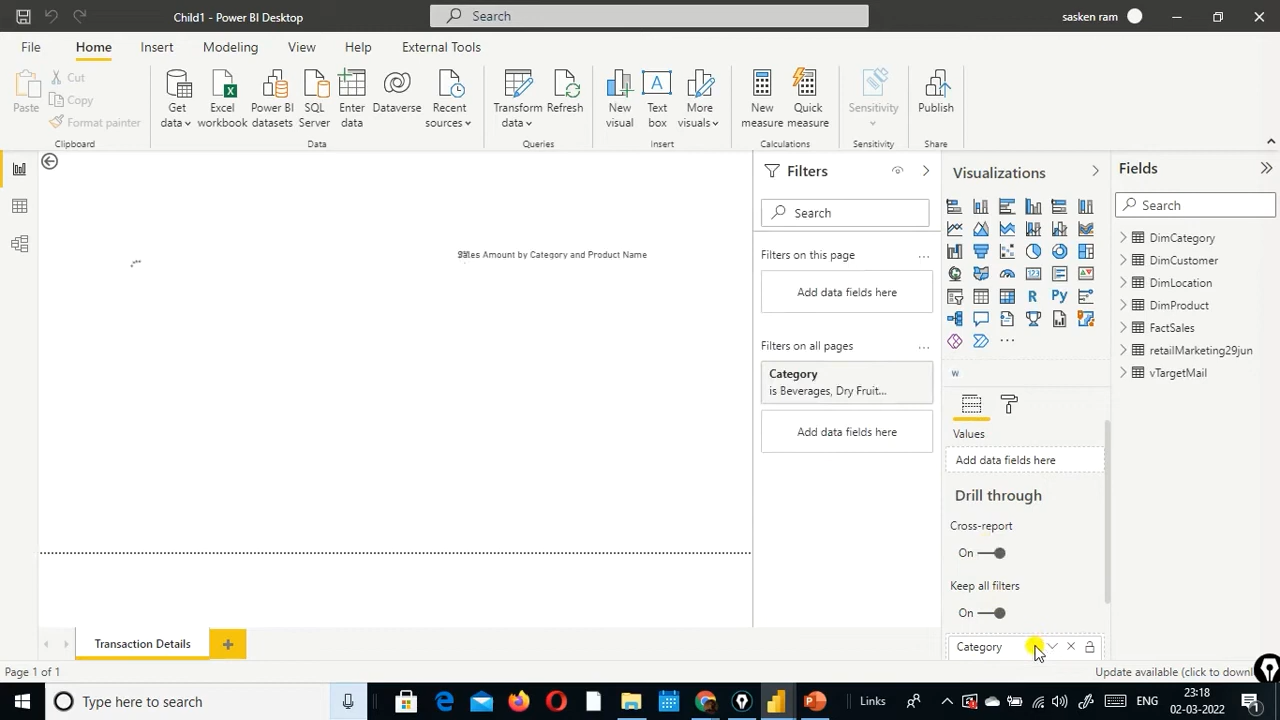 Child1 - Power BI Desktop
Search
sasken ram
File
Home
Insert
Modeling
View
Help
External Tools
Paste
Cut
Copy
Format painter
Clipboard
Get data
Excel workbook
Power BI datasets
SQL Server
Enter data
Dataverse
Recent sources
Data
Transform data
Refresh
Queries
New visual
Text box
More visuals
Insert
New measure
Quick measure
Calculations
Sensitivity
Sensitivity
Publish
Share
Sales Amount by Category and Product Name
Filters
Search
Filters on this page
Add data fields here
Filters on all pages
Category
is Beverages, Dry Fruit...
Add data fields here
Visualizations
R
Py
W
Values
Add data fields here
Drill through
Cross-report
On
Keep all filters
On
Category
Fields
Search
DimCategory
DimCustomer
DimLocation
DimProduct
FactSales
retailMarketing29jun
vTargetMail
Transaction Details
Page 1 of 1
Update available (click to downl
Type here to search
Links
ENG
23:18
02-03-2022